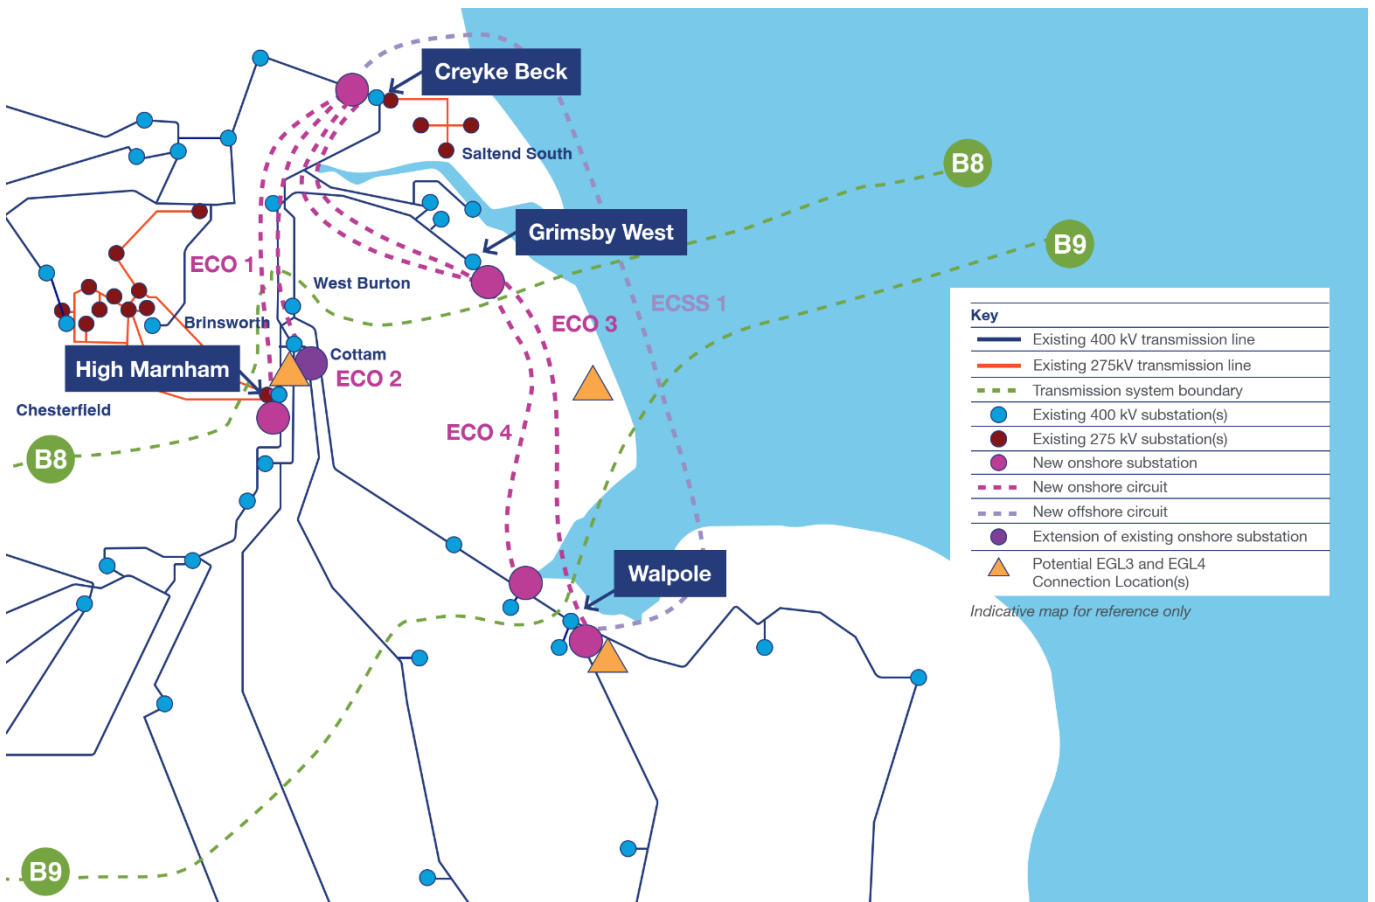 Creyke Beck
Saltend South
B8
Grimsby West
B9
ECO 1
West Burton
ECSS 1
ECO 3
Brinsworth
High Marnham
Cottam
ECO 2
Chesterfield
ECO 4
B8
Walpole
B9
Key
Existing 400 kV transmission line
Existing 275kV transmission line
Transmission system boundary
Existing 400 kV substation(s)
Existing 275 kV substation(s)
New onshore substation
New onshore circuit
New offshore circuit
Extension of existing onshore substation
Potential EGL3 and EGL4
Connection Location(s)
Indicative map for reference only